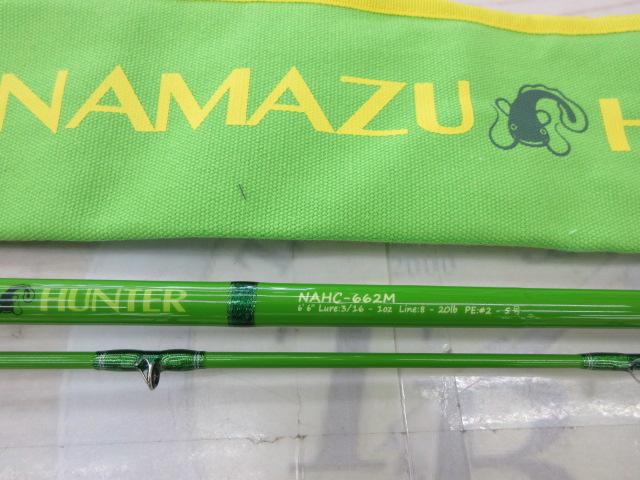 NAMAZU H
HUNTER
NAHC-662M
6'6" Lure:3/16 - 1oz Line:8 - 20lb PE:#2 - 5号